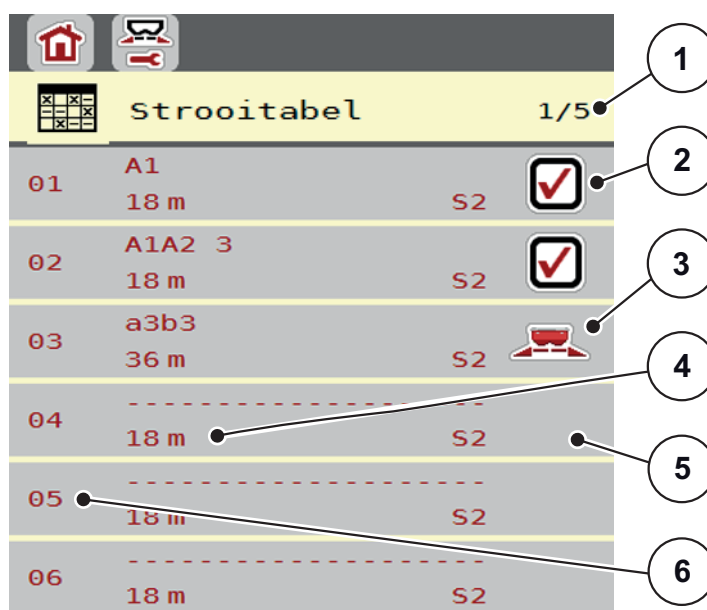 Strooitabel 1/5
01 A1
18 m S2
02 A1A2 3
18 m S2
03 a3b3
36 m S2
04 --------------------
18 m S2
05 --------------------
18 m S2
06 --------------------
18 m S2
1
2
3
4
5
6